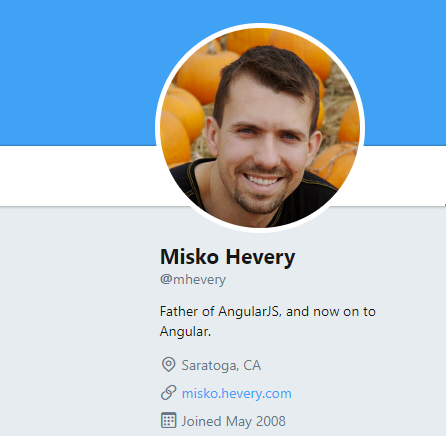 Misko Hevery
@mhevery
Father of AngularJS, and now on to
Angular.
Saratoga, CA
misko.hevery.com
Joined May 2008